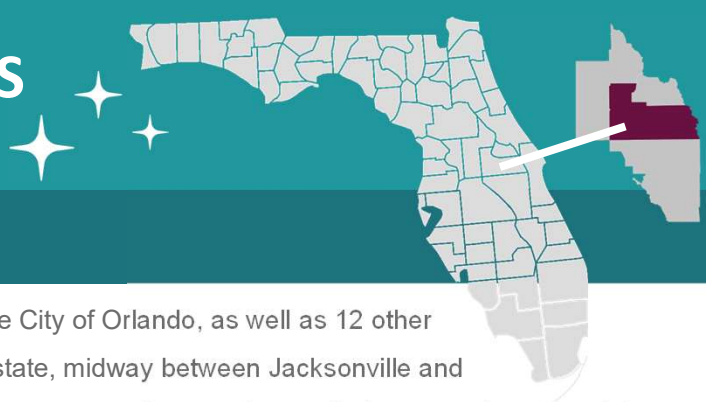 s
e City of Orlando, as well as 12 other
state, midway between Jacksonville and